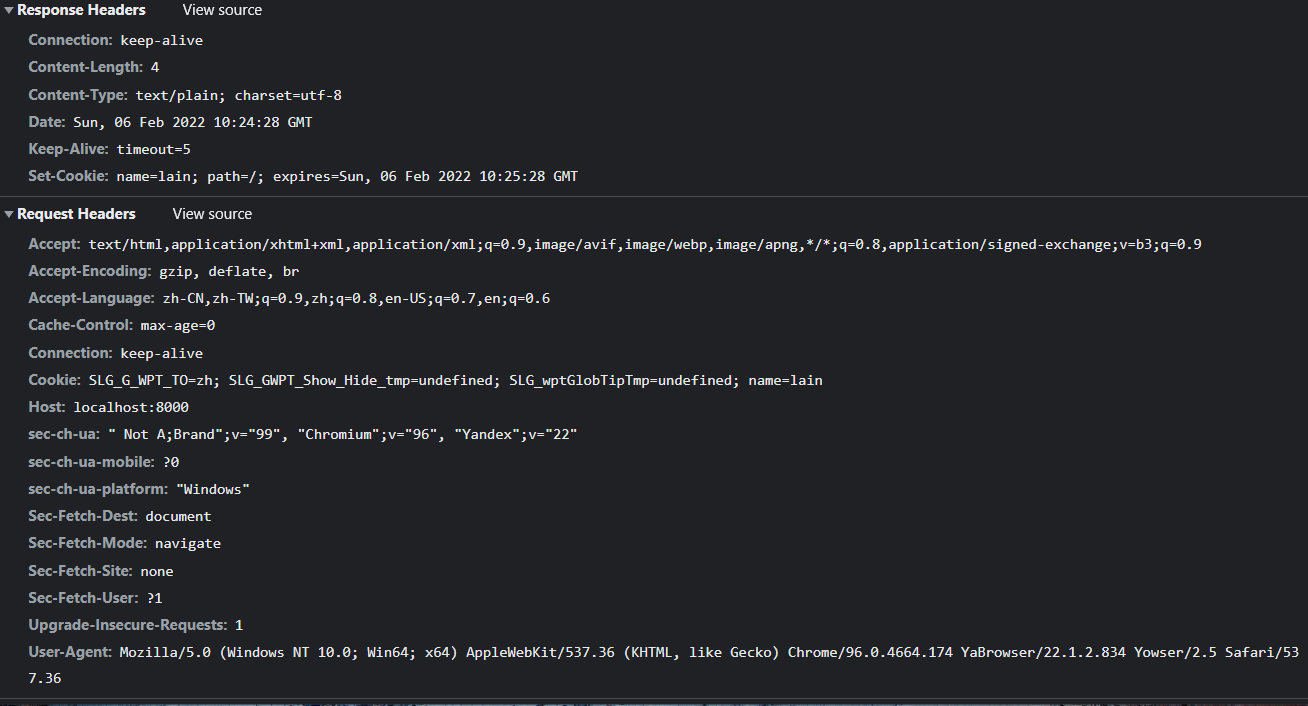 Response Headers View source
Connection: keep-alive
Content-Length: 4
Content-Type: text/plain; charset=utf-8
Date: Sun, 06 Feb 2022 10:24:28 GMT
Keep-Alive: timeout=5
Set-Cookie: name=lain; path=/; expires=Sun, 06 Feb 2022 10:25:28 GMT
Request Headers View source
Accept: text/html,application/xhtml+xml,application/xml;q=0.9,image/avif,image/webp,image/apng,*/*;q=0.8,application/signed-exchange;v=b3;q=0.9
Accept-Encoding: gzip, deflate, br
Accept-Language: zh-CN,zh-TW;q=0.9,zh;q=0.8,en-US;q=0.7,en;q=0.6
Cache-Control: max-age=0
Connection: keep-alive
Cookie: SLG_G_WPT_TO=zh; SLG_GWPT_Show_Hide_tmp=undefined; SLG_wptGlobTipTmp=undefined; name=lain
Host: localhost:8000
sec-ch-ua: " Not A;Brand";v="99", "Chromium";v="96", "Yandex";v="22"
sec-ch-ua-mobile: ?0
sec-ch-ua-platform: "Windows"
Sec-Fetch-Dest: document
Sec-Fetch-Mode: navigate
Sec-Fetch-Site: none
Sec-Fetch-User: ?1
Upgrade-Insecure-Requests: 1
User-Agent: Mozilla/5.0 (Windows NT 10.0; Win64; x64) AppleWebKit/537.36 (KHTML, like Gecko) Chrome/96.0.4664.174 YaBrowser/22.1.2.834 Yowser/2.5 Safari/53
7.36